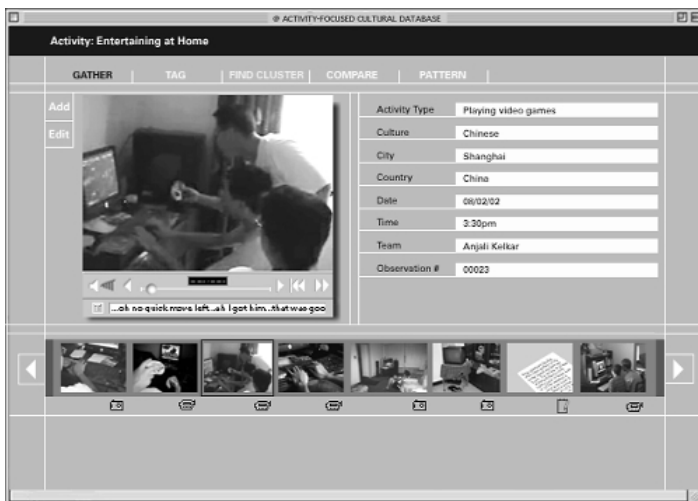 @ ACTIVITY-FOCUSED CULTURAL DATABASE
Activity: Entertaining at Home
GATHER | TAG | FIND CLUSTER | COMPARE | PATTERN |
Add
Edit
Activity Type Playing video games
Culture Chinese
City Shanghai
Country China
Date 08/02/02
Time 3:30pm
Team Anjali Kelkar
Observation # 00023
...oh no quick move left...ah I got him...that was goo